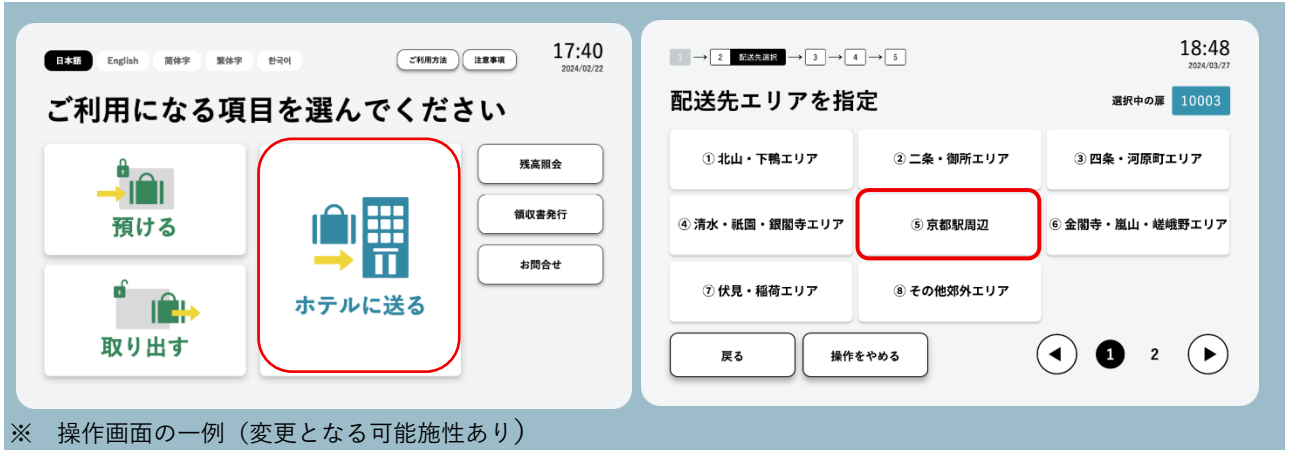 日本語 English 简体字 繁体字 한국어 ご利用方法 注意事項 17:40
2024/02/22
ご利用になる項目を選んでください
預ける
取り出す
ホテルに送る
残高照会
領収書発行
お問合せ
1 → 2 配送先選択 → 3 → 4 → 5 18:48
2024/03/27
配送先エリアを指定 選択中の扉 10003
① 北山・下鴨エリア ② 二条・御所エリア ③ 四条・河原町エリア
④ 清水・祇園・銀閣寺エリア ⑤ 京都駅周辺 ⑥ 金閣寺・嵐山・嵯峨野エリア
⑦ 伏見・稲荷エリア ⑧ その他郊外エリア
戻る 操作をやめる 1 2
※ 操作画面の一例（変更となる可能施性あり）